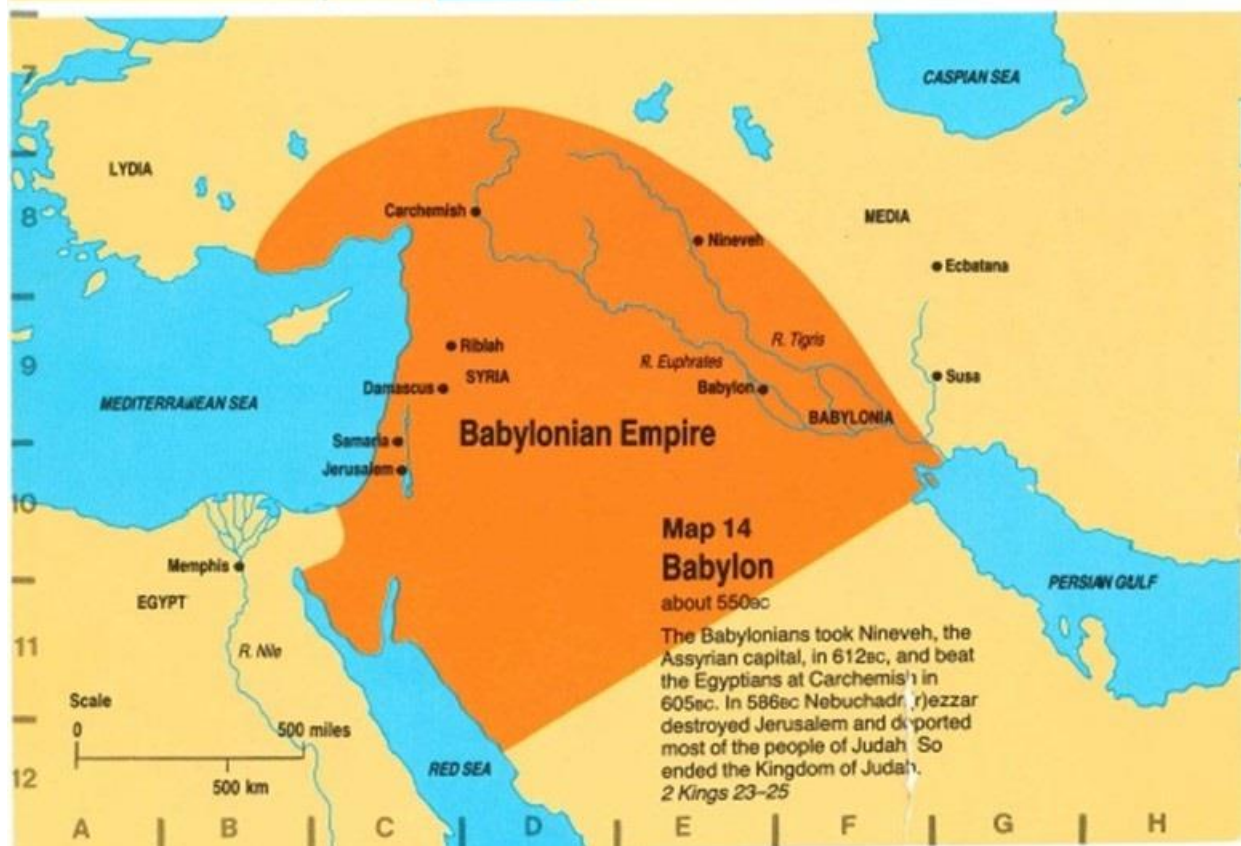 7
CASPIAN SEA
LYDIA
8
Carchemish
MEDIA
Nineveh
Ecbatana
9
Riblah
R. Tigris
R. Euphrates
SYRIA
Damascus
Babylon
Susa
MEDITERRANEAN SEA
BABYLONIA
Babylonian Empire
Samaria
Jerusalem
10
Map 14
Babylon
about 550BC
Memphis
EGYPT
PERSIAN GULF
11
R. Nile
The Babylonians took Nineveh, the
Assyrian capital, in 612BC, and beat
the Egyptians at Carchemish in
605BC. In 586BC Nebuchadn(r)ezzar
destroyed Jerusalem and deported
most of the people of Judah. So
ended the Kingdom of Judah.
2 Kings 23–25
Scale
0 500 miles
500 km
RED SEA
12
A B C D E F G H